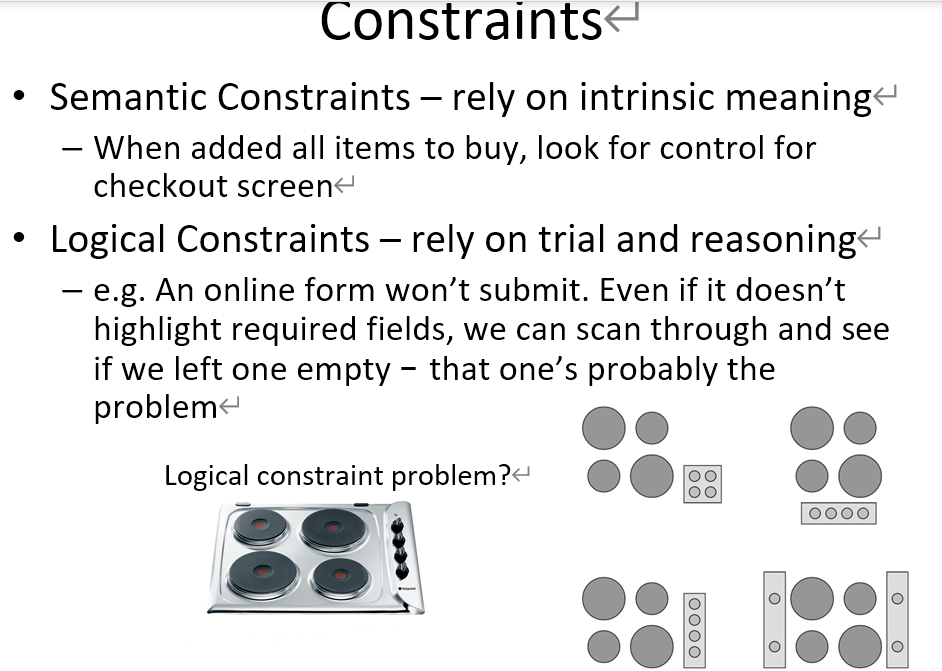 Constraints
• Semantic Constraints – rely on intrinsic meaning
– When added all items to buy, look for control for
checkout screen
• Logical Constraints – rely on trial and reasoning
– e.g. An online form won’t submit. Even if it doesn’t
highlight required fields, we can scan through and see
if we left one empty – that one’s probably the
problem
Logical constraint problem?
Hotpoint